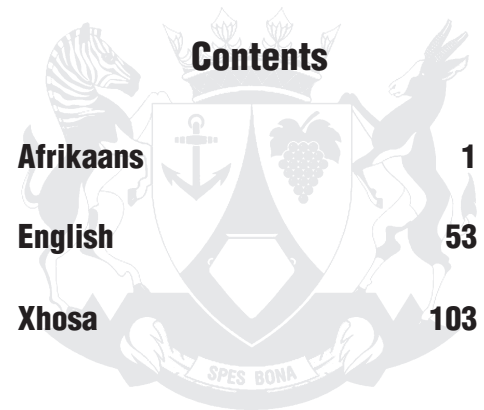 Contents
Afrikaans 1
English 53
Xhosa 103
SPES BONA